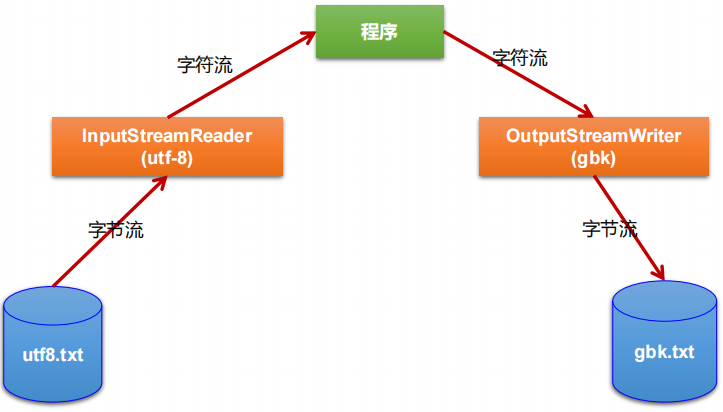 程序
字符流
字符流
InputStreamReader
(utf-8)
OutputStreamWriter
(gbk)
字节流
字节流
utf8.txt
gbk.txt